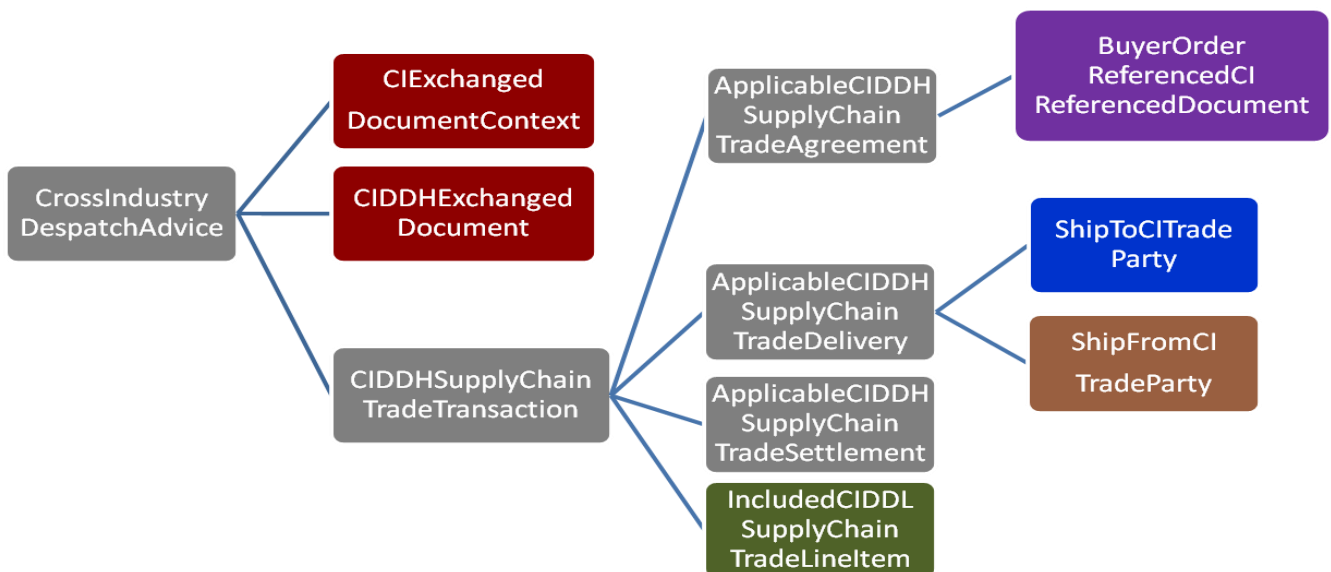 CrossIndustry
DespatchAdvice
CIExchanged
DocumentContext
CIDDHExchanged
Document
CIDDHSupplyChain
TradeTransaction
ApplicableCIDDH
SupplyChain
TradeAgreement
ApplicableCIDDH
SupplyChain
TradeDelivery
ApplicableCIDDH
SupplyChain
TradeSettlement
IncludedCIDDL
SupplyChain
TradeLineItem
BuyerOrder
ReferencedCI
ReferencedDocument
ShipToCITrade
Party
ShipFromCI
TradeParty